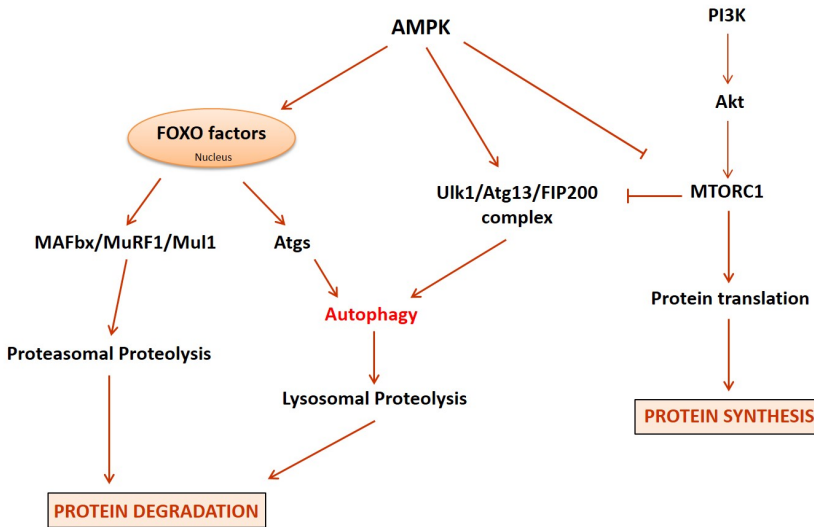 AMPK
PI3K
Akt
FOXO factors
Nucleus
Ulk1/Atg13/FIP200
complex
MTORC1
MAFbx/MuRF1/Mul1
Atgs
Autophagy
Protein translation
Proteasomal Proteolysis
Lysosomal Proteolysis
PROTEIN SYNTHESIS
PROTEIN DEGRADATION